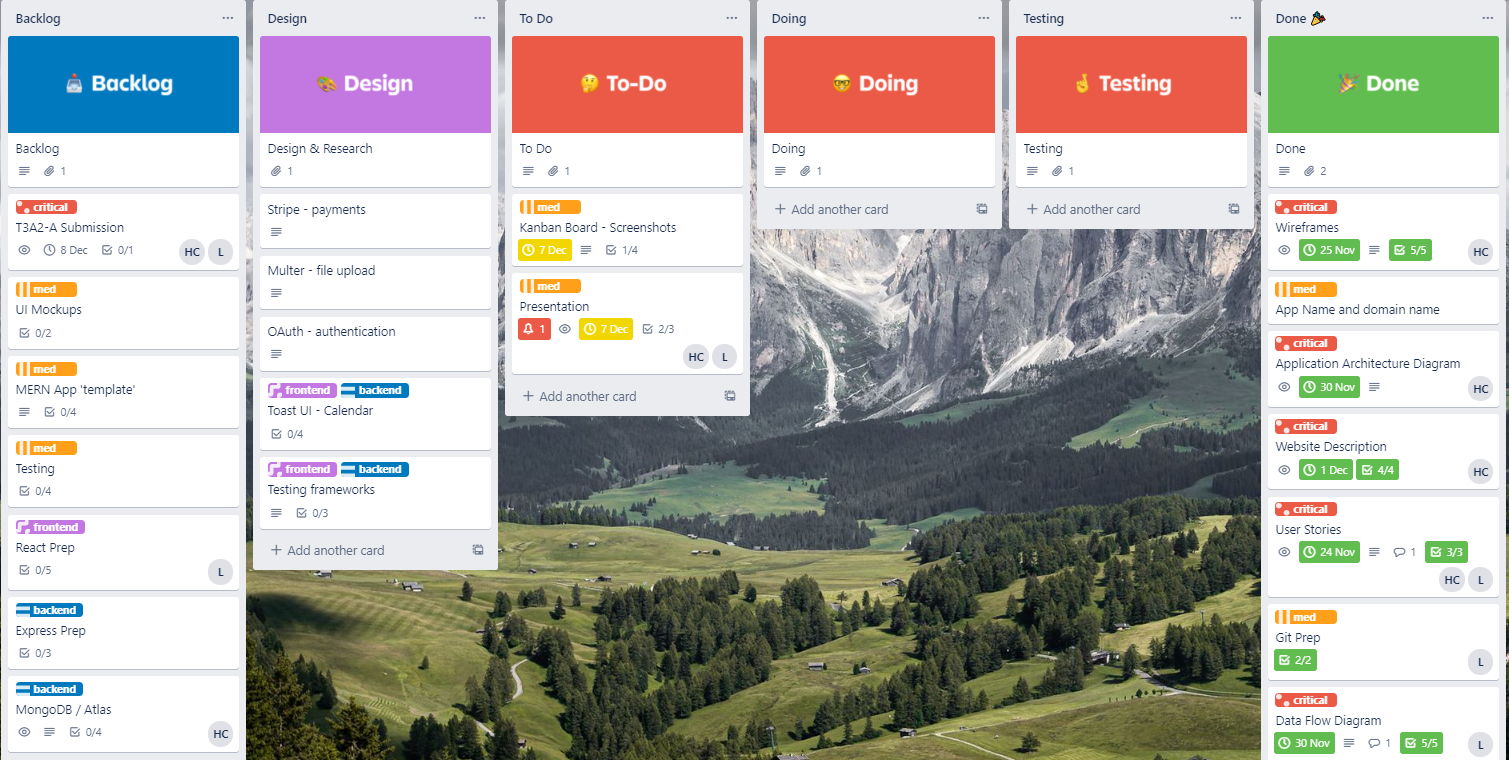 Backlog
Backlog
Backlog
1
critical
T3A2-A Submission
8 Dec 0/1 HC L
med
UI Mockups
0/2
med
MERN App 'template'
0/4
med
Testing
0/4
frontend
React Prep
0/5 L
backend
Express Prep
0/3
backend
MongoDB / Atlas
0/4 HC
Design
Design
Design & Research
1
Stripe - payments
Multer - file upload
OAuth - authentication
frontend backend
Toast UI - Calendar
0/4
frontend backend
Testing frameworks
0/3
+ Add another card
To Do
To-Do
To Do
1
med
Kanban Board - Screenshots
7 Dec 1/4
med
Presentation
1 7 Dec 2/3
HC L
+ Add another card
Doing
Doing
Doing
1
+ Add another card
Testing
Testing
Testing
1
+ Add another card
Done
Done
Done
2
critical
Wireframes
25 Nov 5/5 HC
med
App Name and domain name
critical
Application Architecture Diagram
30 Nov HC
critical
Website Description
1 Dec 4/4 HC
critical
User Stories
24 Nov 1 3/3
HC L
med
Git Prep
2/2 L
critical
Data Flow Diagram
30 Nov 1 5/5 L